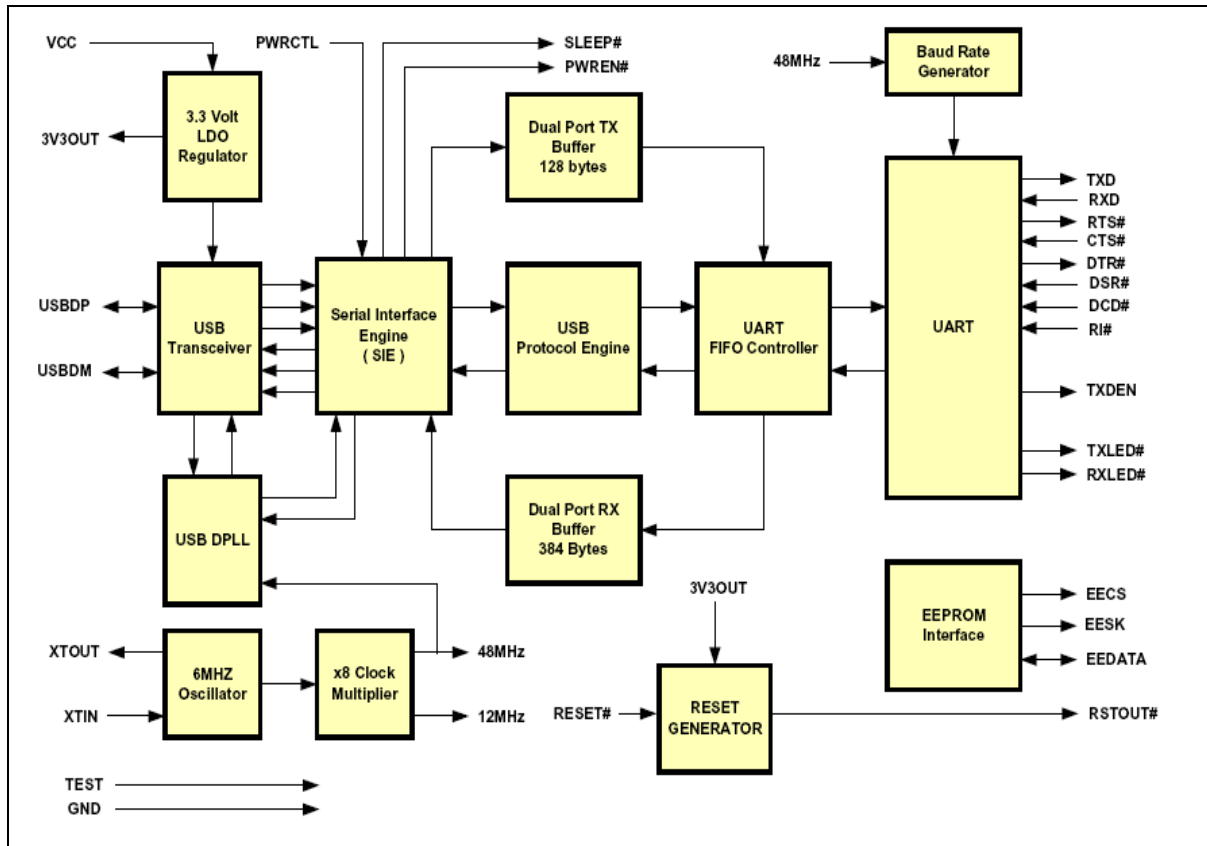 VCC
PWRCTL
SLEEP#
PWREN#
48MHz
Baud Rate
Generator
3.3 Volt
LDO
Regulator
3V3OUT
Dual Port TX
Buffer
128 bytes
USBDP
USBDM
USB
Transceiver
Serial Interface
Engine
( SIE )
USB
Protocol Engine
UART
FIFO Controller
UART
TXD
RXD
RTS#
CTS#
DTR#
DSR#
DCD#
RI#
TXDEN
TXLED#
RXLED#
USB DPLL
Dual Port RX
Buffer
384 Bytes
XTOUT
XTIN
6MHZ
Oscillator
x8 Clock
Multiplier
48MHz
12MHz
3V3OUT
RESET#
RESET
GENERATOR
RSTOUT#
EEPROM
Interface
EECS
EESK
EEDATA
TEST
GND